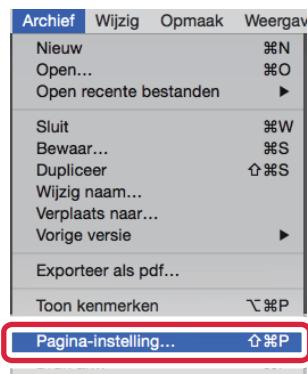 Archief Wijzig Opmaak Weergav
Nieuw ⌘N
Open... ⌘O
Open recente bestanden ▶
Sluit ⌘W
Bewaar... ⌘S
Dupliceer ⇧⌘S
Wijzig naam...
Verplaats naar...
Vorige versie ▶
Exporteer als pdf...
Toon kenmerken ⌥⌘P
Pagina-instelling... ⇧⌘P